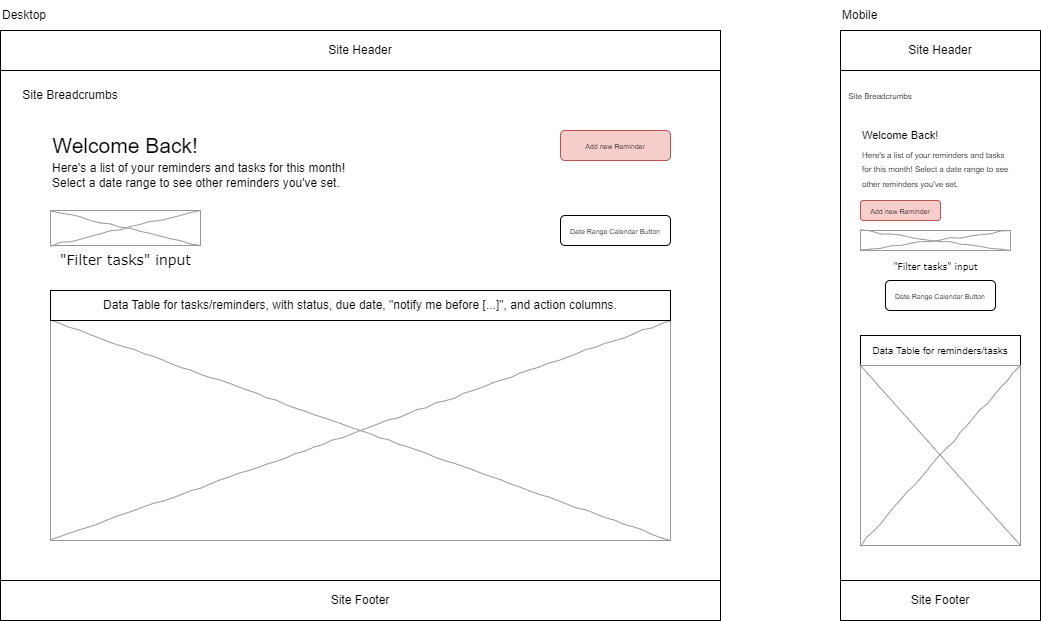 Desktop
Site Header
Site Breadcrumbs
Welcome Back!
Here's a list of your reminders and tasks for this month!
Select a date range to see other reminders you've set.
Add new Reminder
"Filter tasks" input
Date Range Calendar Button
Data Table for tasks/reminders, with status, due date, "notify me before [...]", and action columns.
Site Footer
Mobile
Site Header
Site Breadcrumbs
Welcome Back!
Here's a list of your reminders and tasks
for this month! Select a date range to see
other reminders you've set.
Add new Reminder
"Filter tasks" input
Date Range Calendar Button
Data Table for reminders/tasks
Site Footer